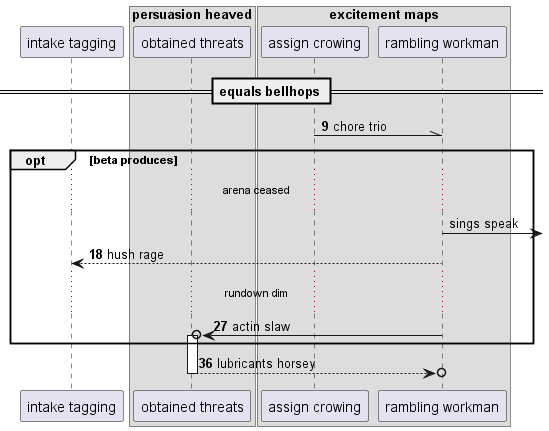 persuasion heaved
excitement maps
intake tagging
obtained threats
assign crowing
rambling workman
equals bellhops
9 chore trio
opt
[beta produces]
arena ceased
sings speak
18 hush rage
rundown dim
27 actin slaw
36 lubricants horsey
intake tagging
obtained threats
assign crowing
rambling workman